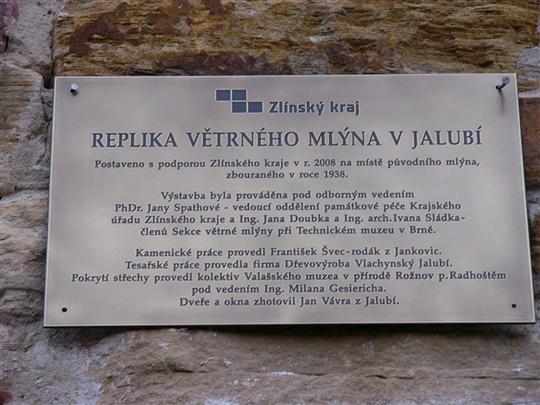 Zlínský kraj
REPLIKA VĚTRNÉHO MLÝNA V JALUBÍ
Postaveno s podporou Zlínského kraje v r. 2008 na místě původního mlýna,
zbouraného v roce 1938.
Výstavba byla prováděna pod odborným vedením
PhDr. Jany Spathové - vedoucí oddělení památkové péče Krajského
úřadu Zlínského kraje a Ing. Jana Doubka a Ing. arch. Ivana Sládka-
členů Sekce větrné mlýny při Technickém muzeu v Brně.
Kamenické práce provedl František Švec-rodák z Jankovic.
Tesařské práce provedla firma Dřevovýroba Vlachynský Jalubí.
Pokrytí střechy provedl kolektiv Valašského muzea v přírodě Rožnov p. Radhoštěm
pod vedením Ing. Milana Gesiericha.
Dveře a okna zhotovil Jan Vávra z Jalubí.